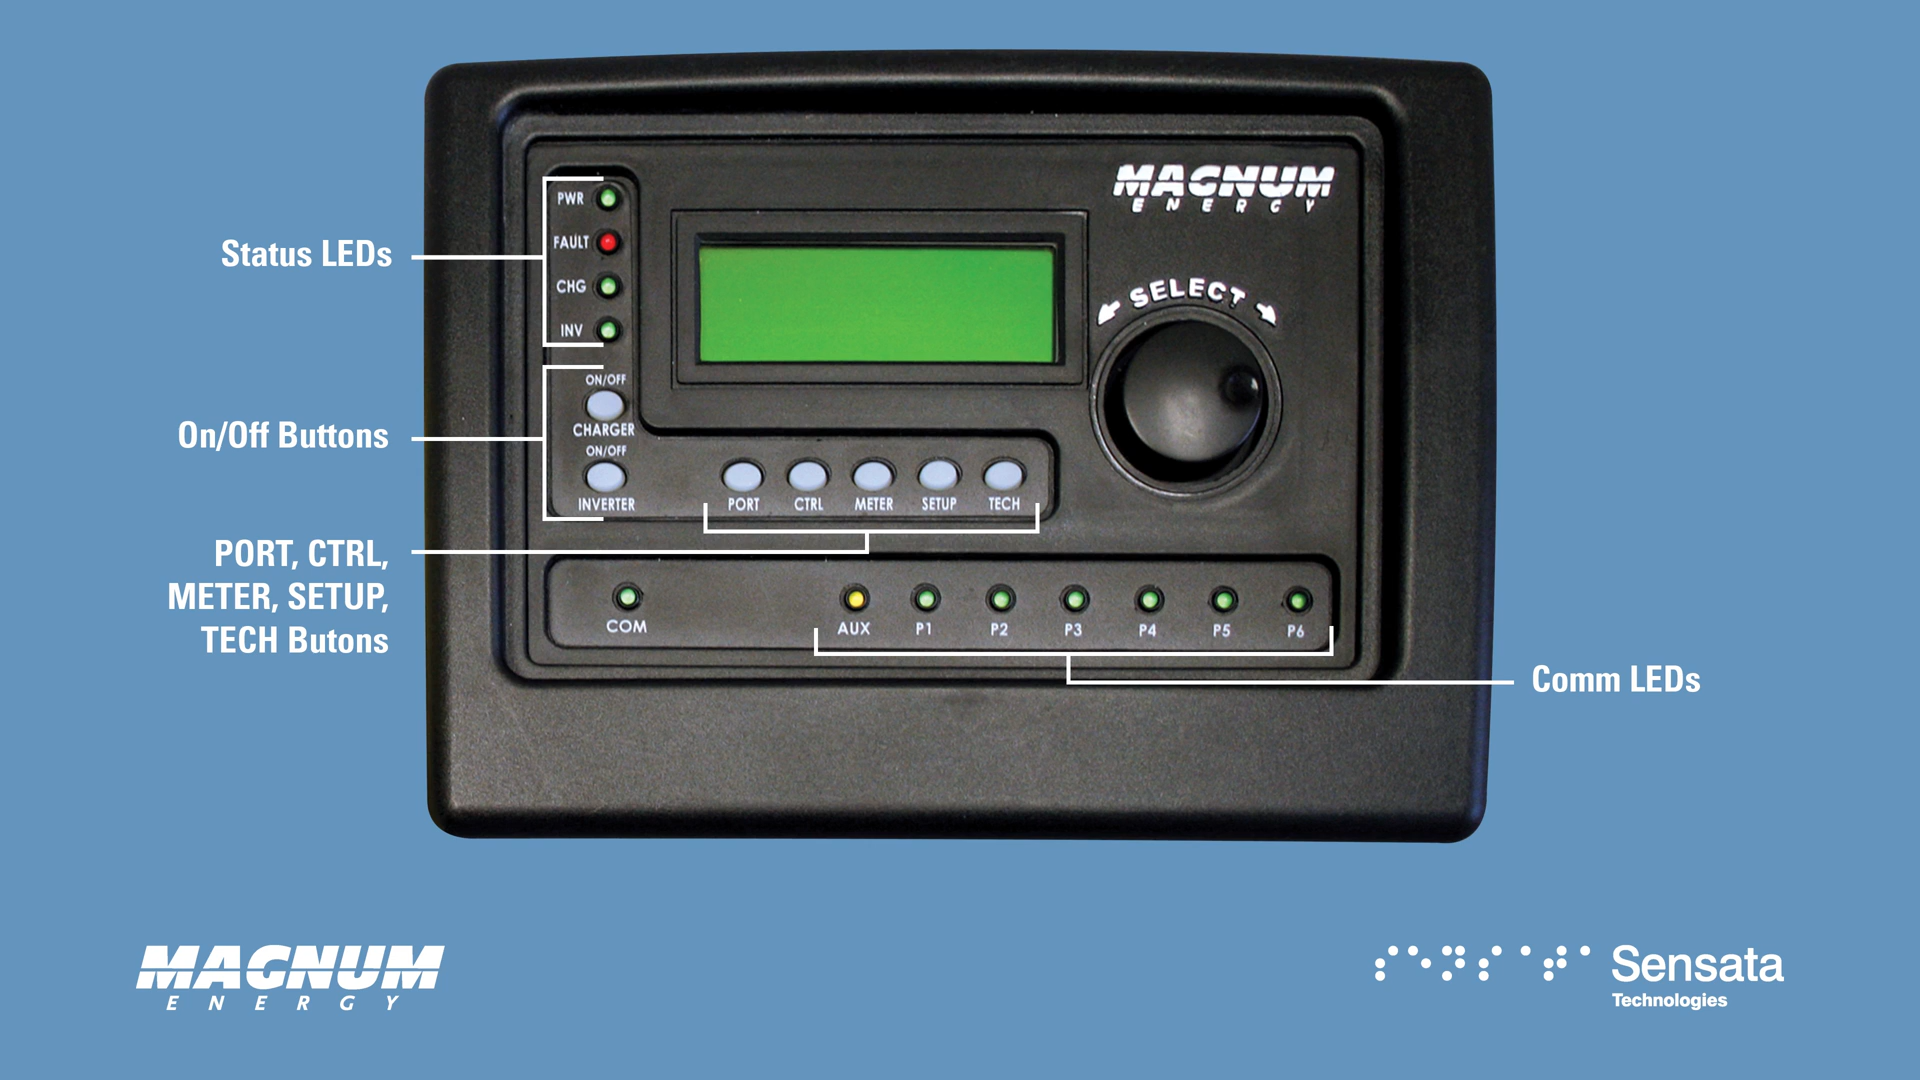 MAGNUM
ENERGY
PWR
FAULT
CHG
INV
SELECT
ON/OFF
CHARGER
ON/OFF
INVERTER
PORT
CTRL
METER
SETUP
TECH
COM
AUX
P1
P2
P3
P4
P5
P6
Status LEDs
On/Off Buttons
PORT, CTRL,
METER, SETUP,
TECH Butons
Comm LEDs
MAGNUM
ENERGY
Sensata
Technologies